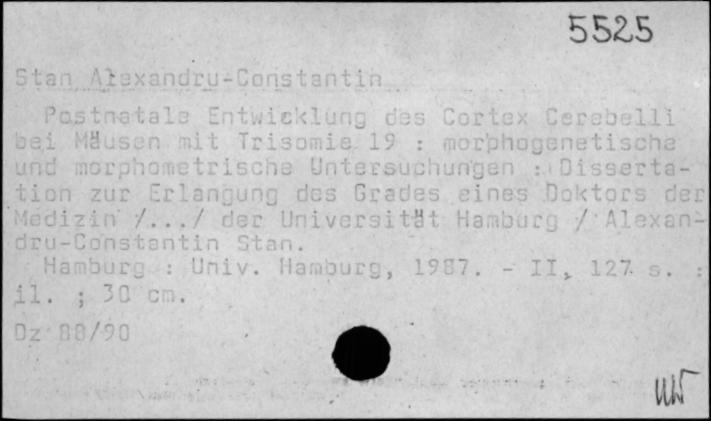 5525
Stan Alexandru-Constantin
Postnatale Entwicklung des Cortex Cerebelli
bei Mäusen mit Trisomie 19 : morphogenetische
und morphometrische Untersuchungen : Disserta-
tion zur Erlangung des Grades eines Doktors der
Medizin /.../ der Universität Hamburg / Alexan-
dru-Constantin Stan.
Hamburg : Univ. Hamburg, 1987. - II, 127 s. :
il. ; 30 cm.
Dz 88/90